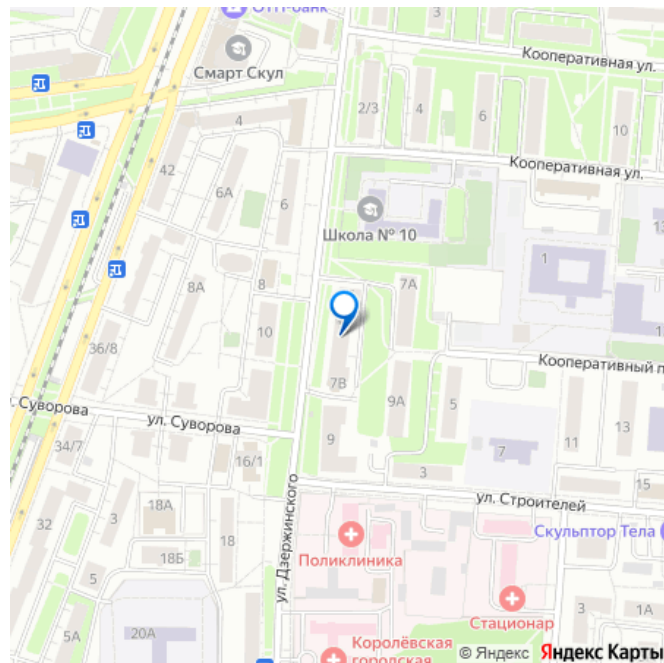 ОТП-банк
Смарт Скул
Кооперативная ул.
2/3
4
6
10
4
42
Кооперативная ул.
6А
6
Школа № 10
13
1
8А
8
7А
10
36/8
7В
Кооперативный п
9А
5
ул. Суворова
ул. Суворова
9
11
13
34/7
7
16/1
3
15
18А
ул. Строителей
32
3
18
ул. Дзержинского
Скульптор Тела
18Б
Поликлиника
5
Стационар
3
1А
20А
5А
Королёвская
городская
© Яндекс Яндекс Карты